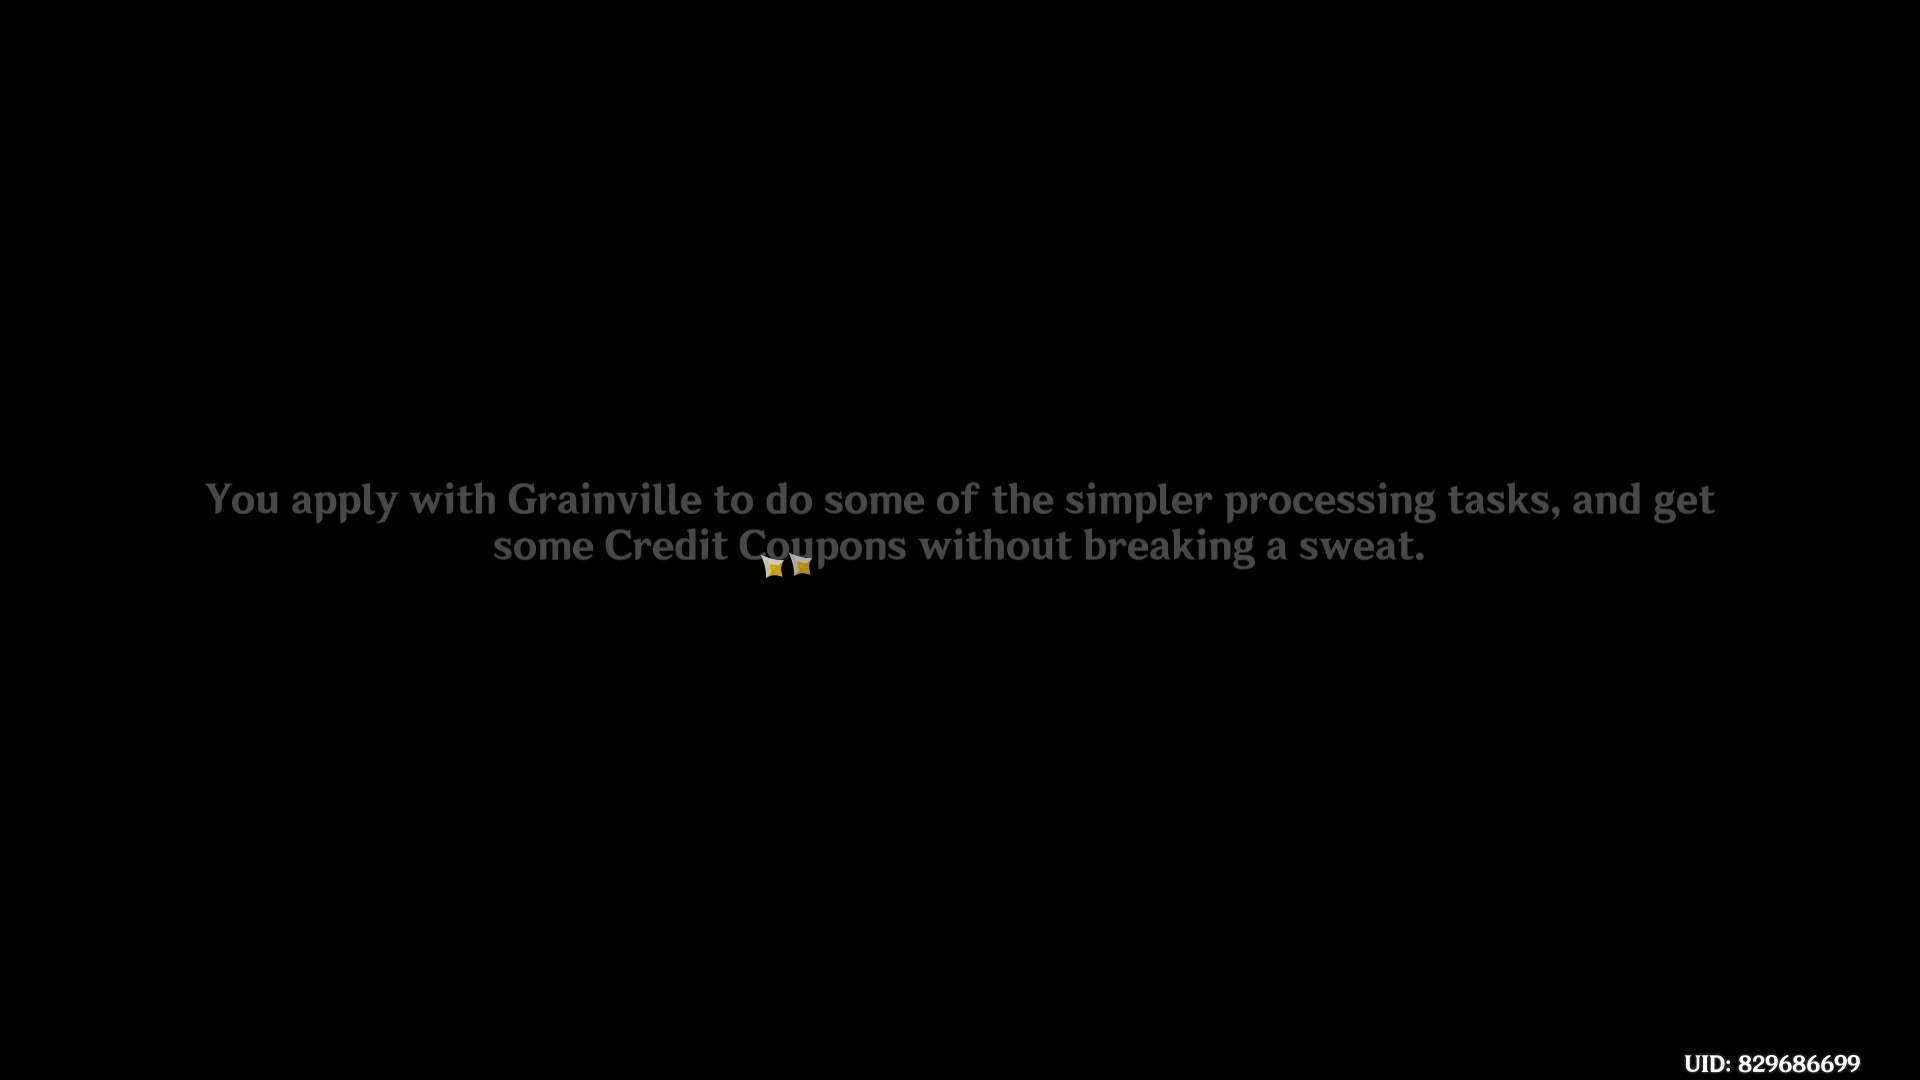 You apply with Grainville to do some of the simpler processing tasks, and get
some Credit Coupons without breaking a sweat.
UID: 829686699